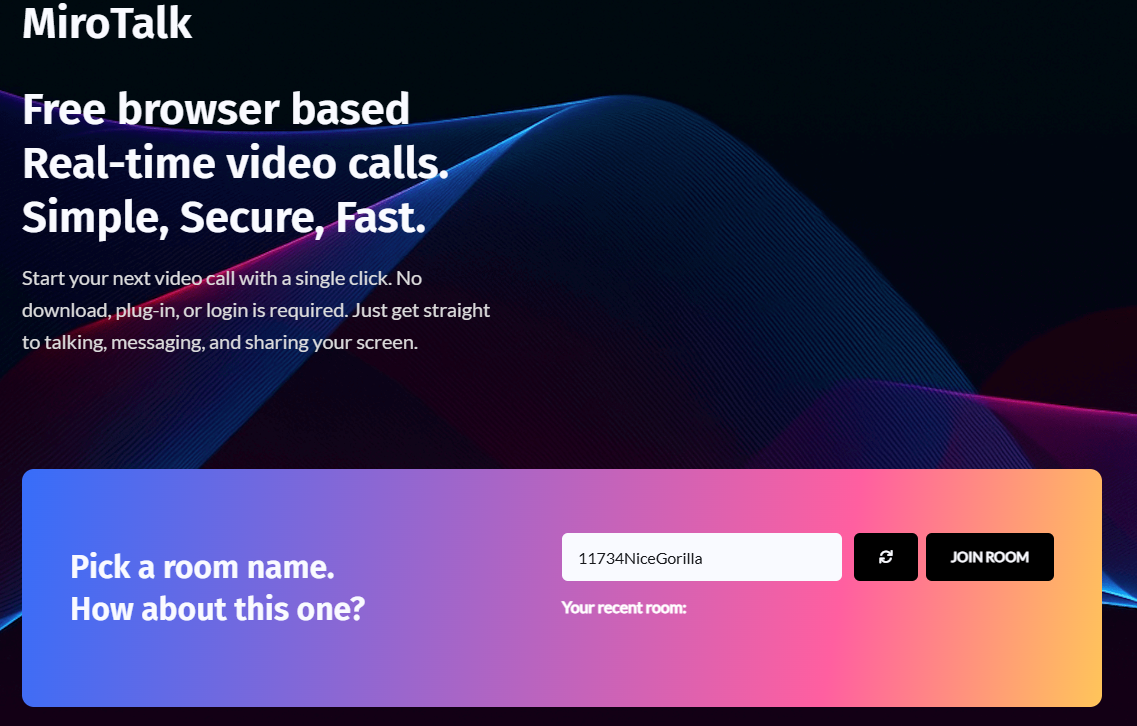 MiroTalk
Free browser based
Real-time video calls.
Simple, Secure, Fast.
Start your next video call with a single click. No
download, plug-in, or login is required. Just get straight
to talking, messaging, and sharing your screen.
Pick a room name.
How about this one?
11734NiceGorilla
JOIN ROOM
Your recent room: